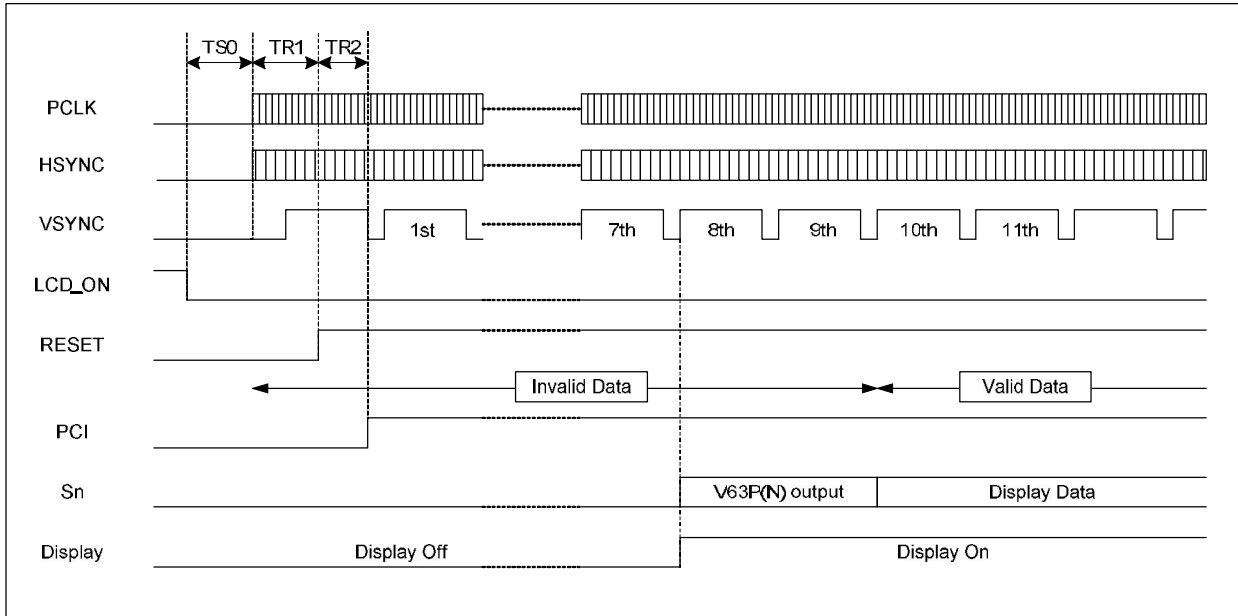 TS0 TR1 TR2
PCLK
HSYNC
VSYNC 1st 7th 8th 9th 10th 11th
LCD_ON
RESET
Invalid Data Valid Data
PCI
Sn V63P(N) output Display Data
Display Display Off Display On